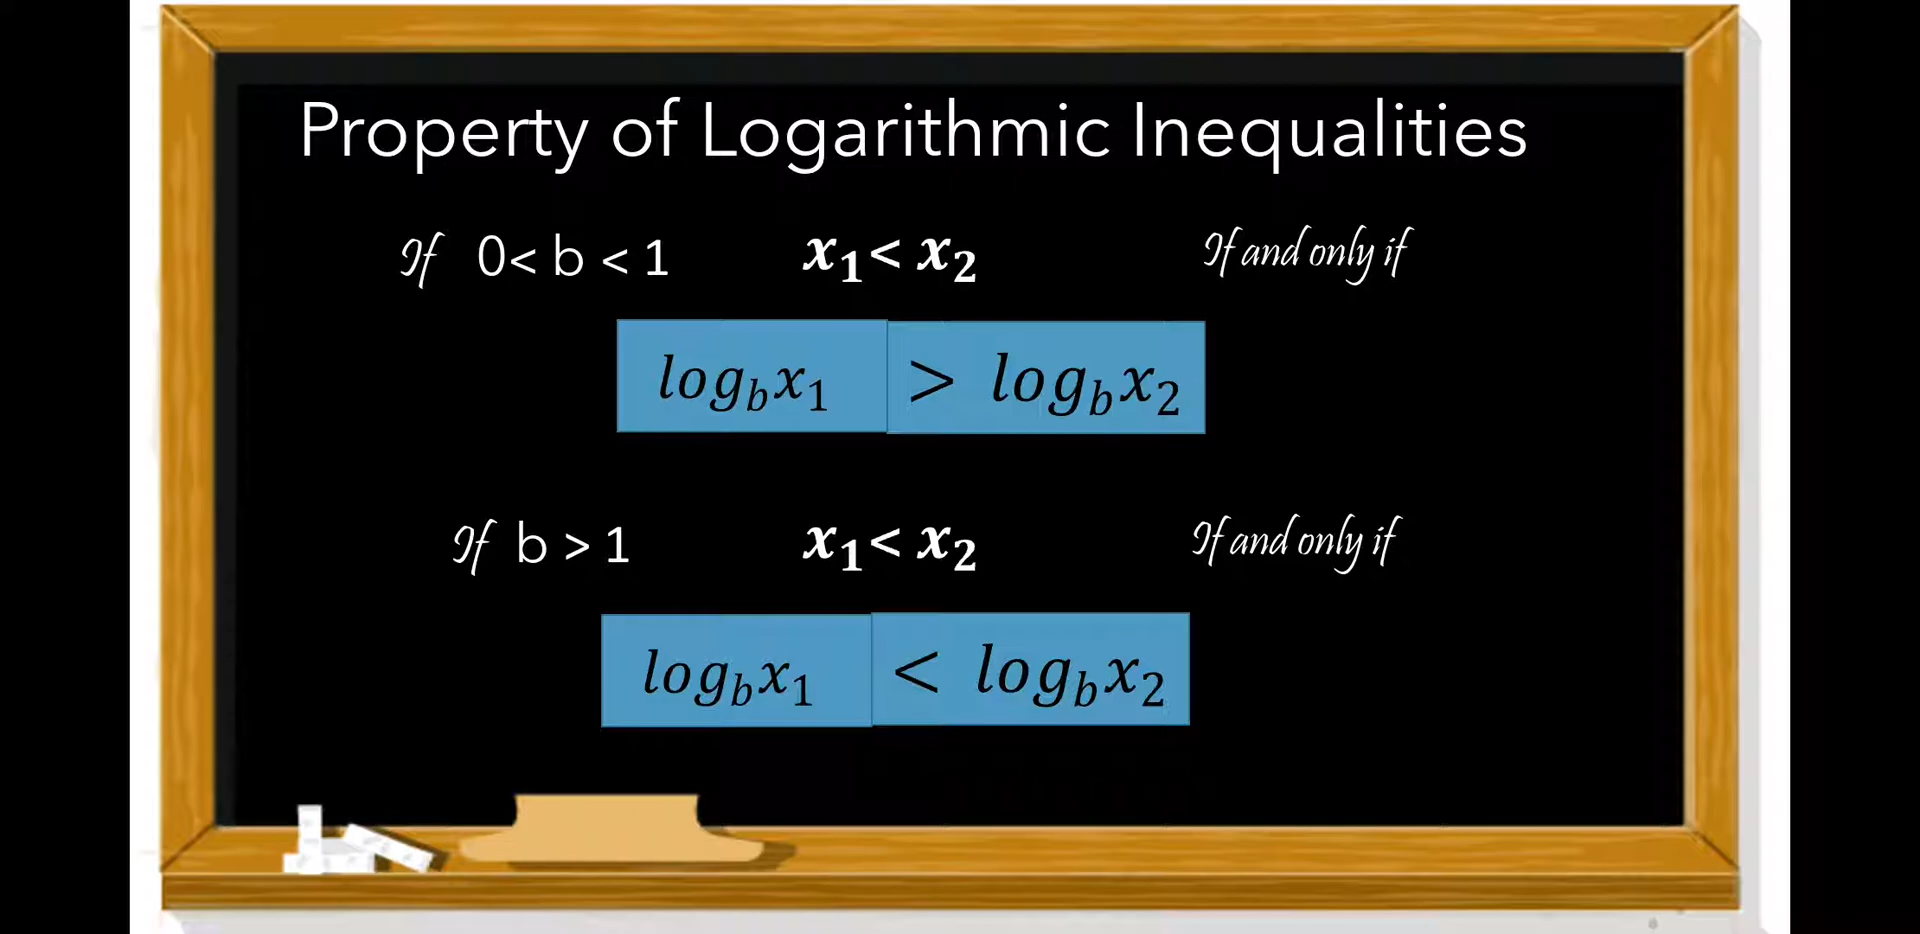 Property of Logarithmic Inequalities
If 0< b < 1 x₁< x₂ If and only if
log_b x₁ > log_b x₂
If b > 1 x₁< x₂ If and only if
log_b x₁ < log_b x₂